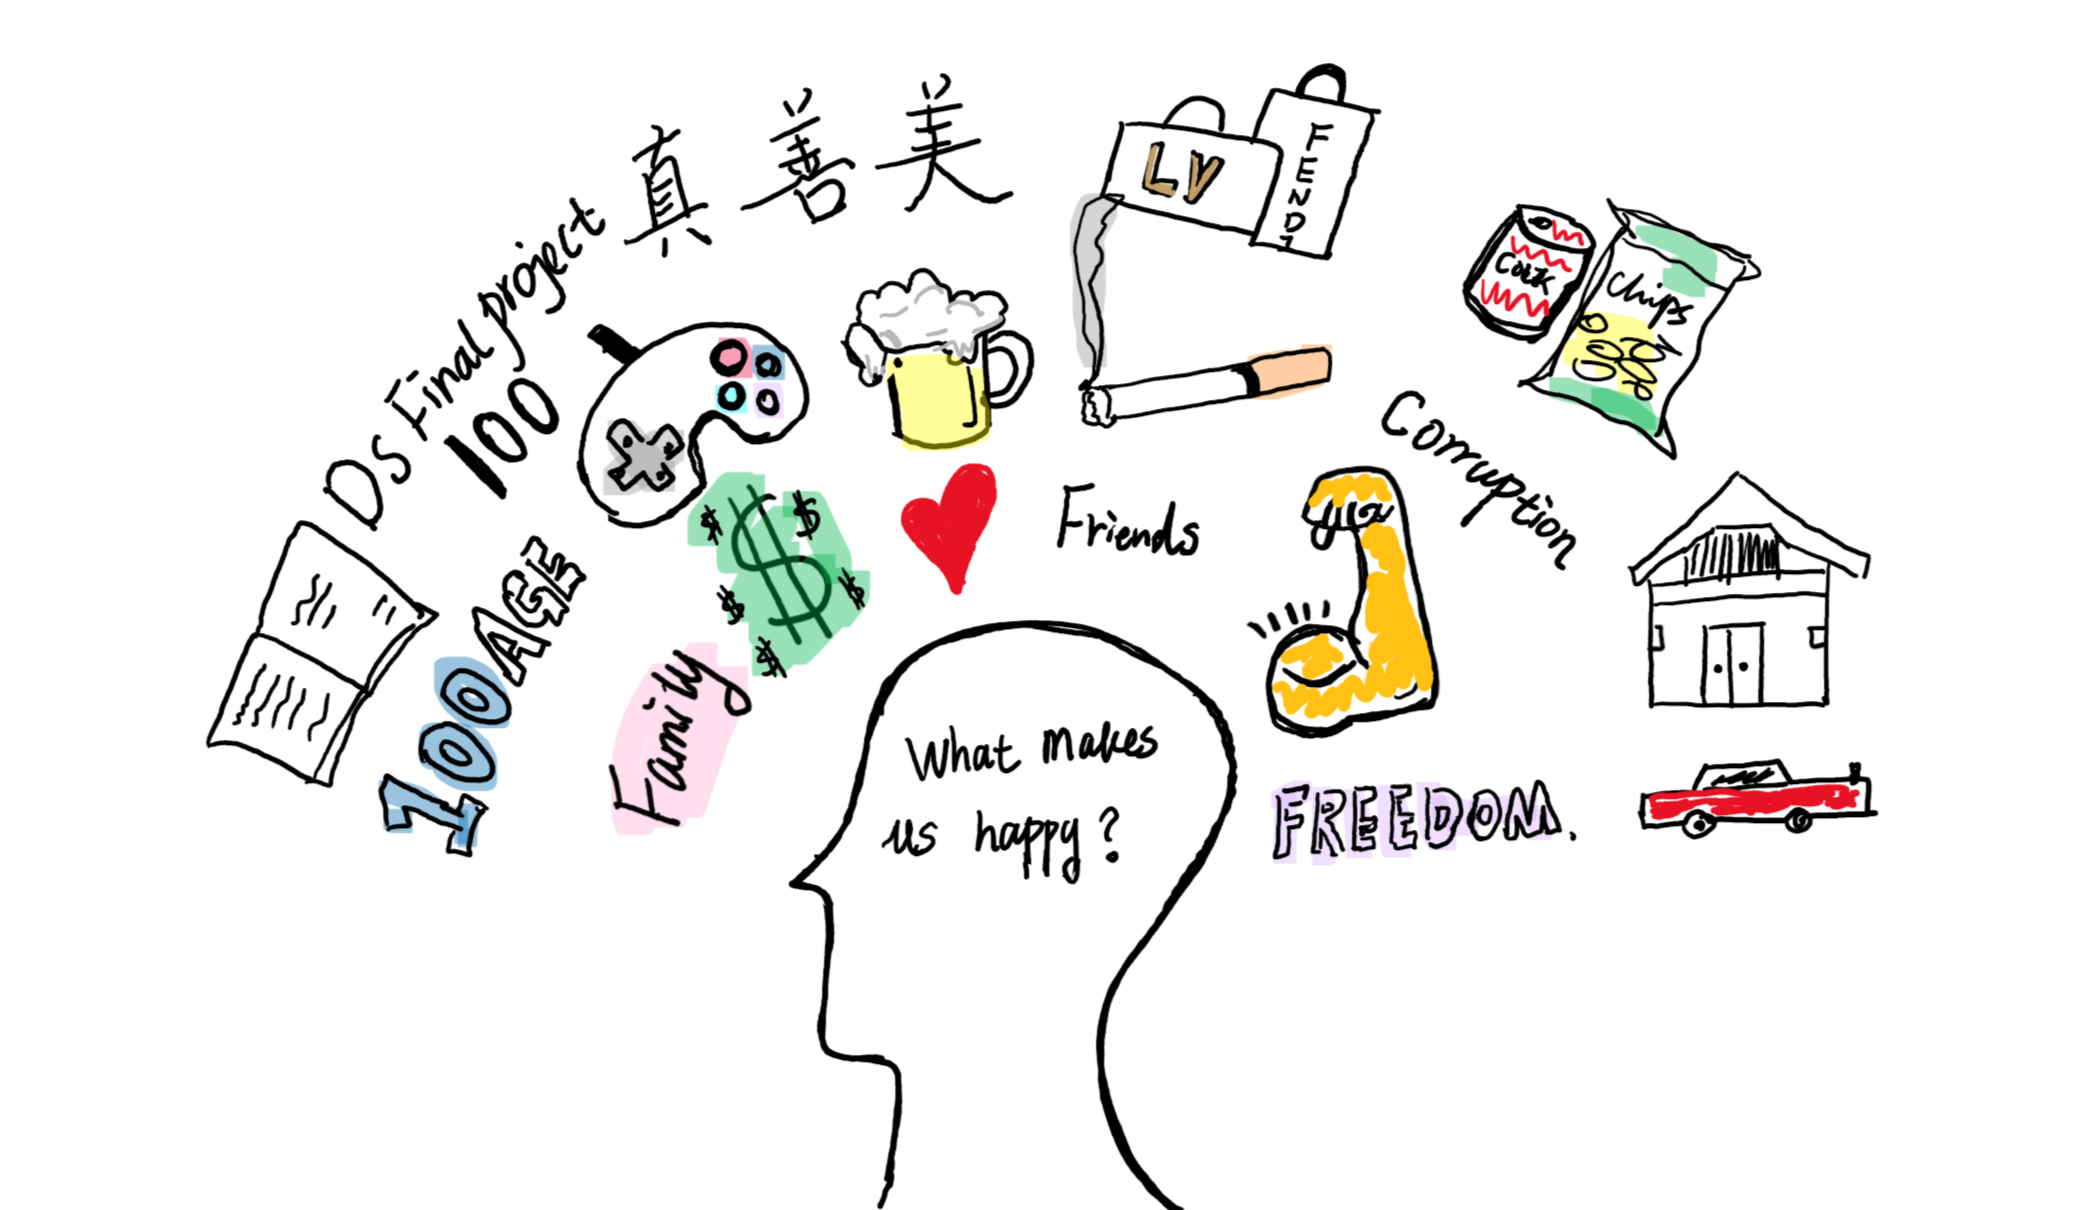 真 善 美
LV
FENDI
Ds Final project
100
Chips
Corruption
Friends
100 AGE
$ $ $ $ $ $
Family
What makes
us happy?
FREEDOM.